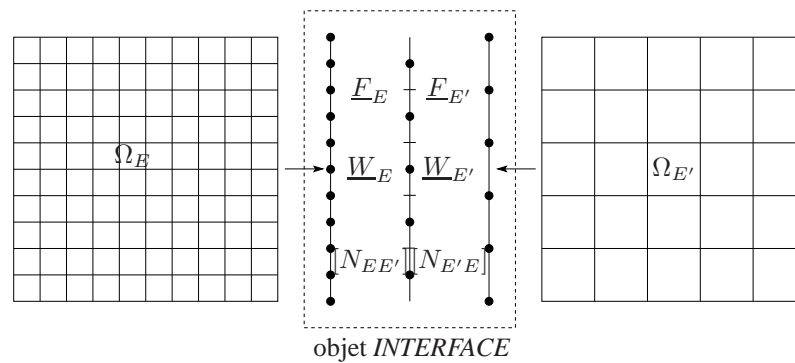 F_E F_E'
Ω_E W_E W_E' Ω_E'
[N_EE'] [N_E'E]
objet INTERFACE